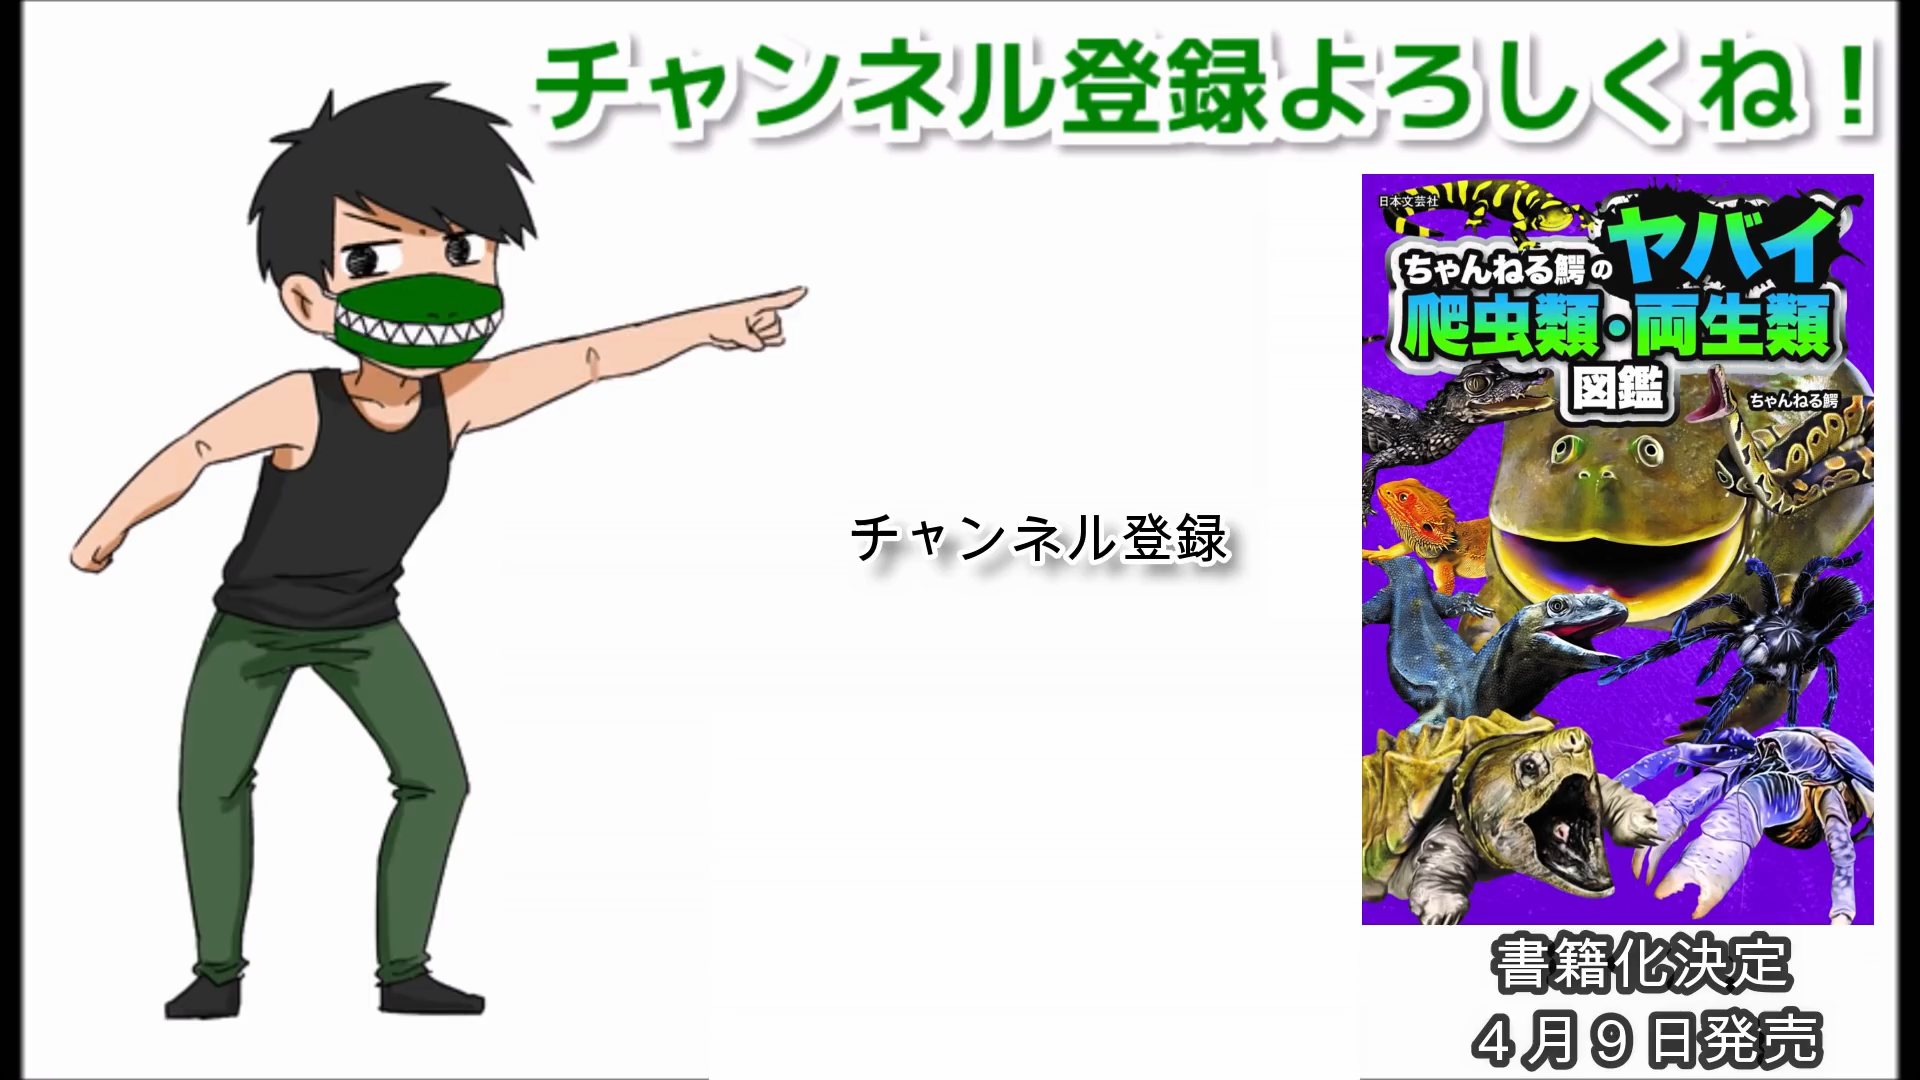 チャンネル登録よろしくね！
日本文芸社
ちゃんねる鰐のヤバイ
爬虫類・両生類
図鑑
ちゃんねる鰐
チャンネル登録
書籍化決定
４月９日発売